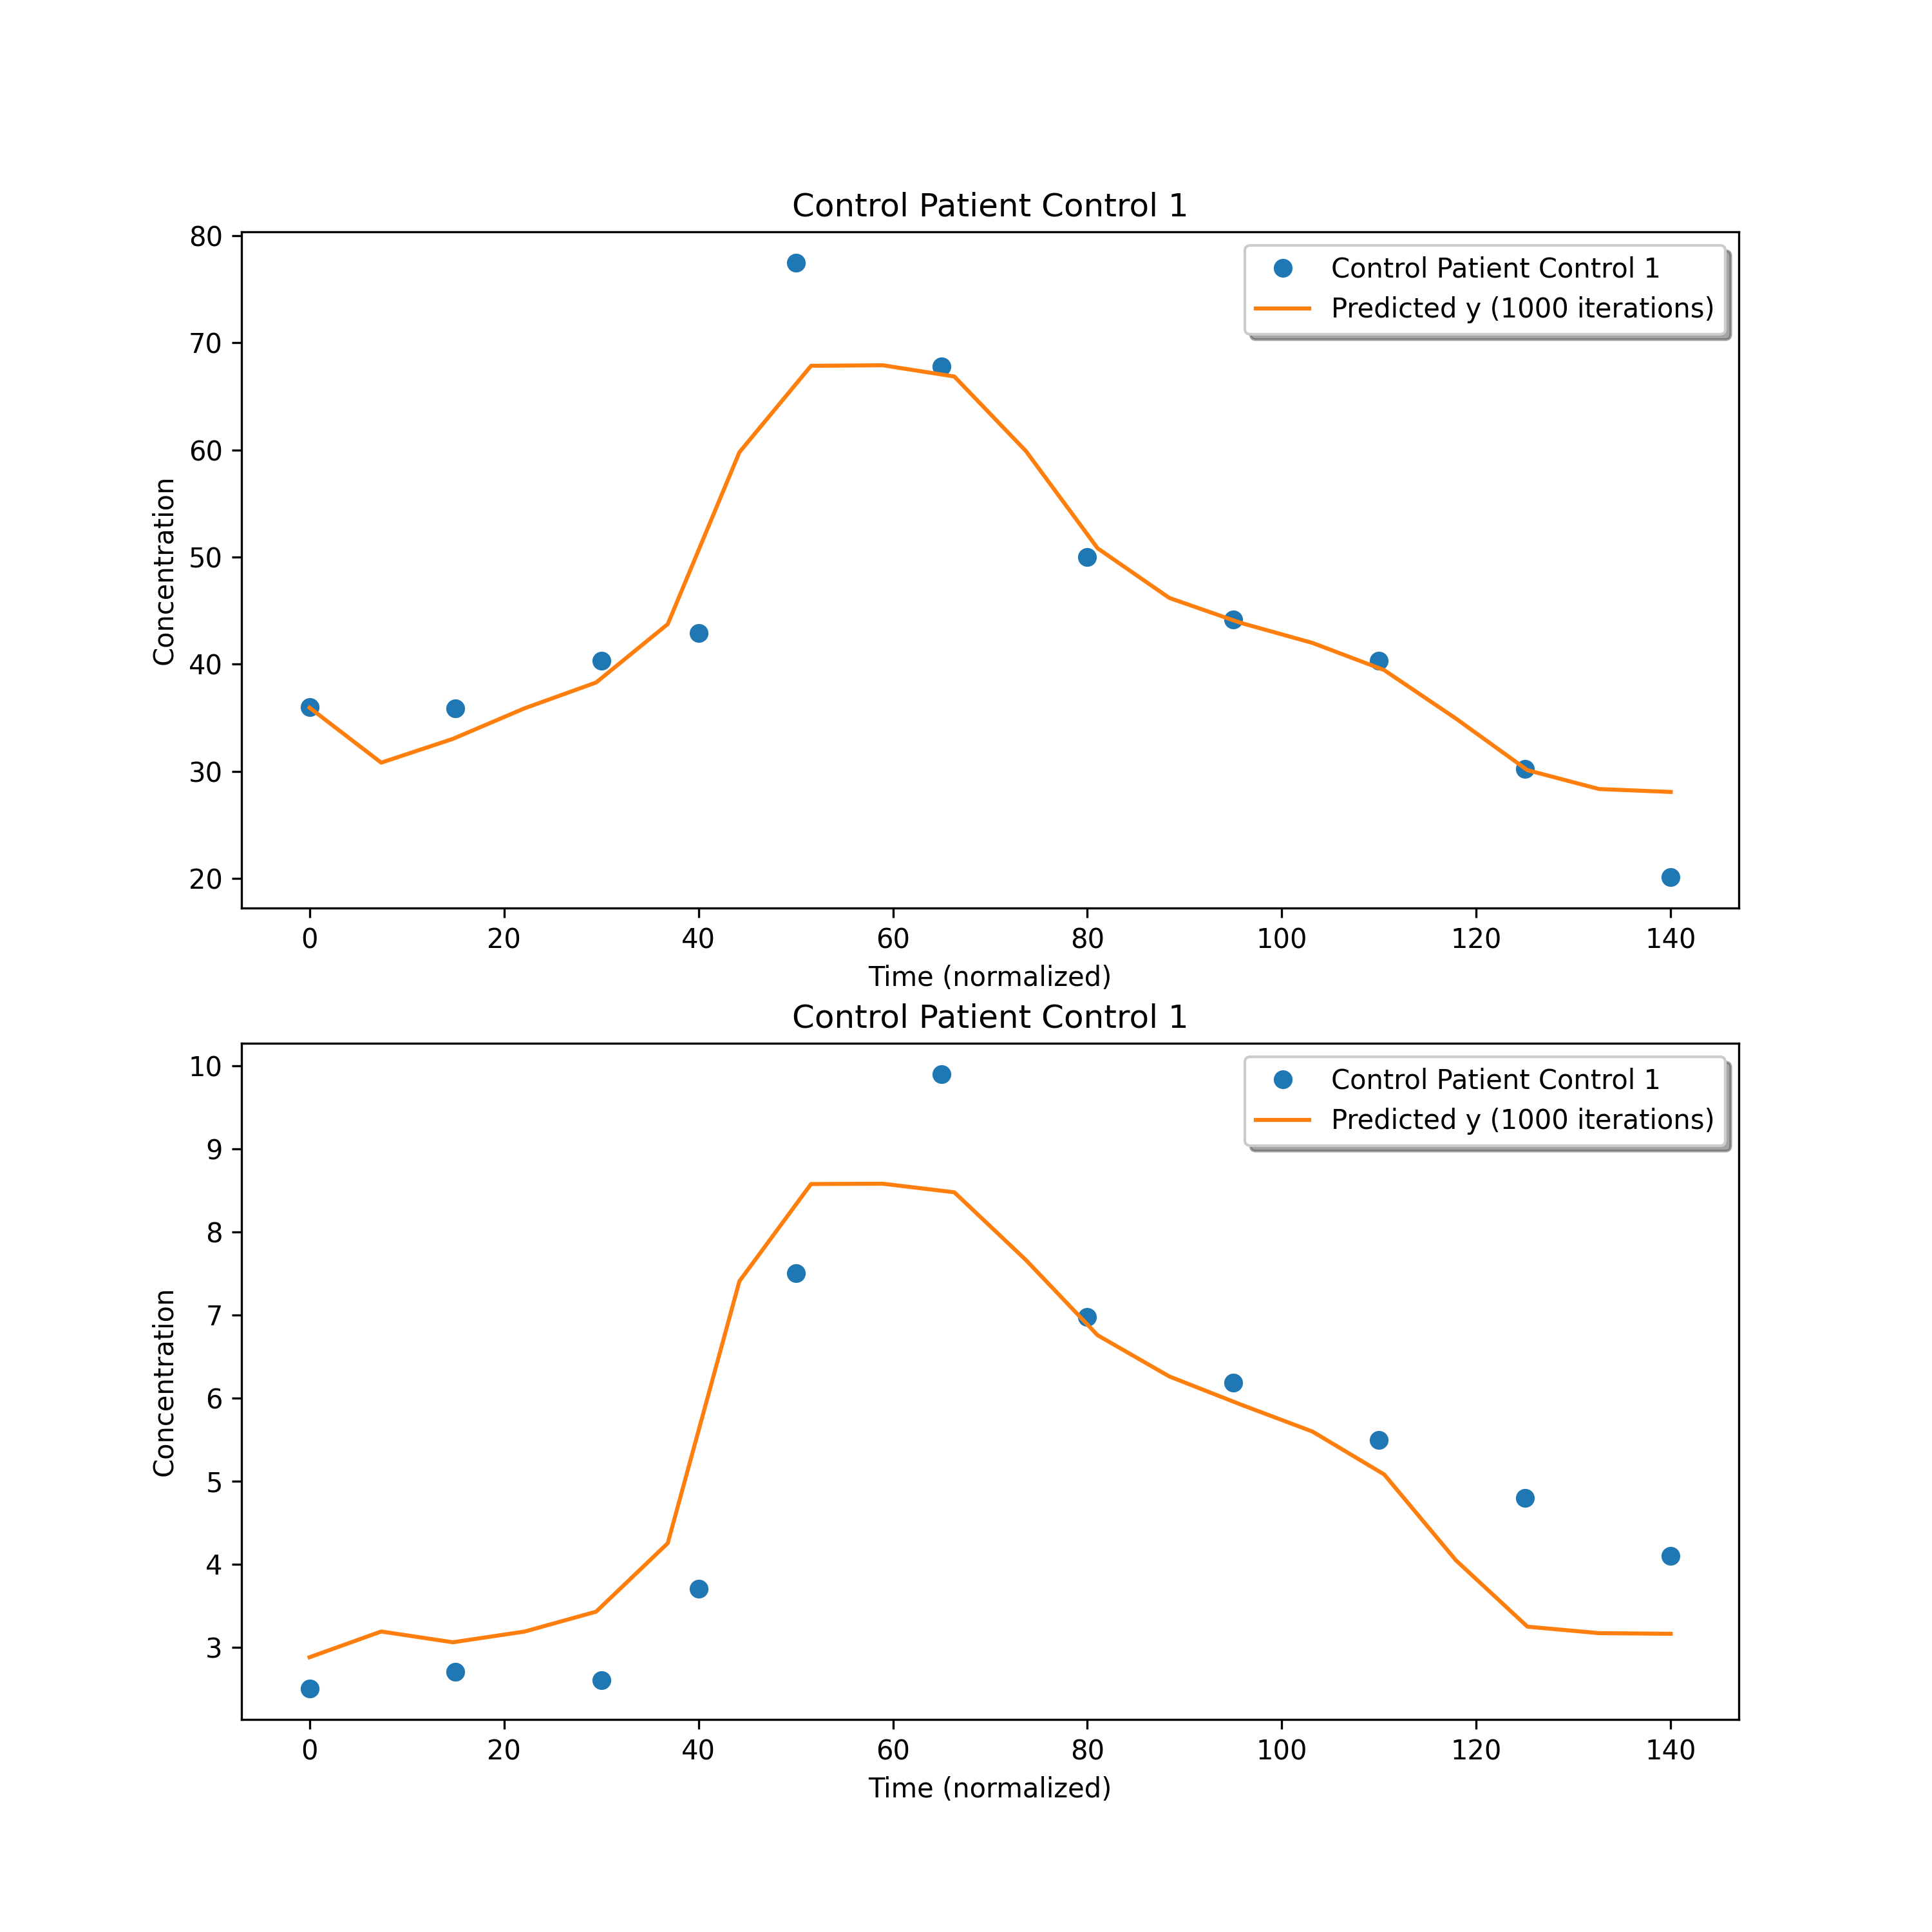 Control Patient Control 1
80
70
60
50
40
30
20
Concentration
Control Patient Control 1
Predicted y (1000 iterations)
0 20 40 60 80 100 120 140
Time (normalized)
Control Patient Control 1
10
9
8
7
6
5
4
3
Concentration
Control Patient Control 1
Predicted y (1000 iterations)
0 20 40 60 80 100 120 140
Time (normalized)